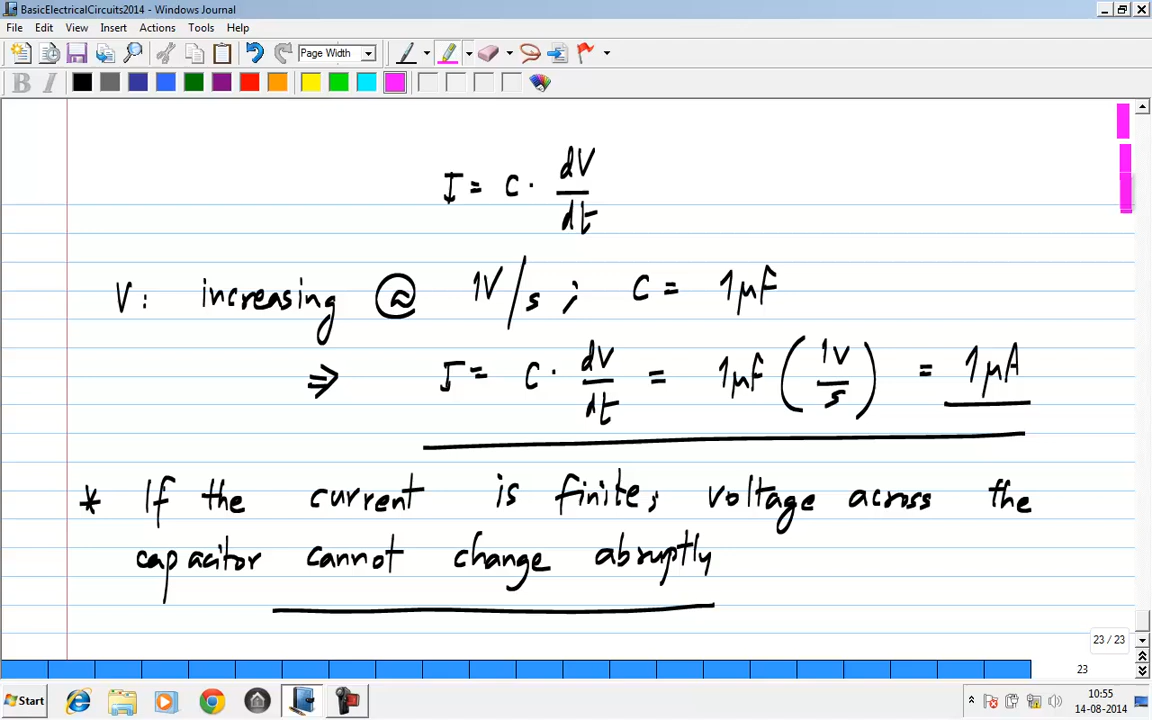 BasicElectricalCircuits2014 - Windows Journal
File Edit View Insert Actions Tools Help
Page Width
B I
I = C · dV/dt
V: increasing @ 1V/s ; C = 1μF
⇒ I = C · dV/dt = 1μF (1V/s) = 1μA
* If the current is finite, voltage across the
capacitor cannot change abruptly
23 / 23
23
Start
10:55
14-08-2014